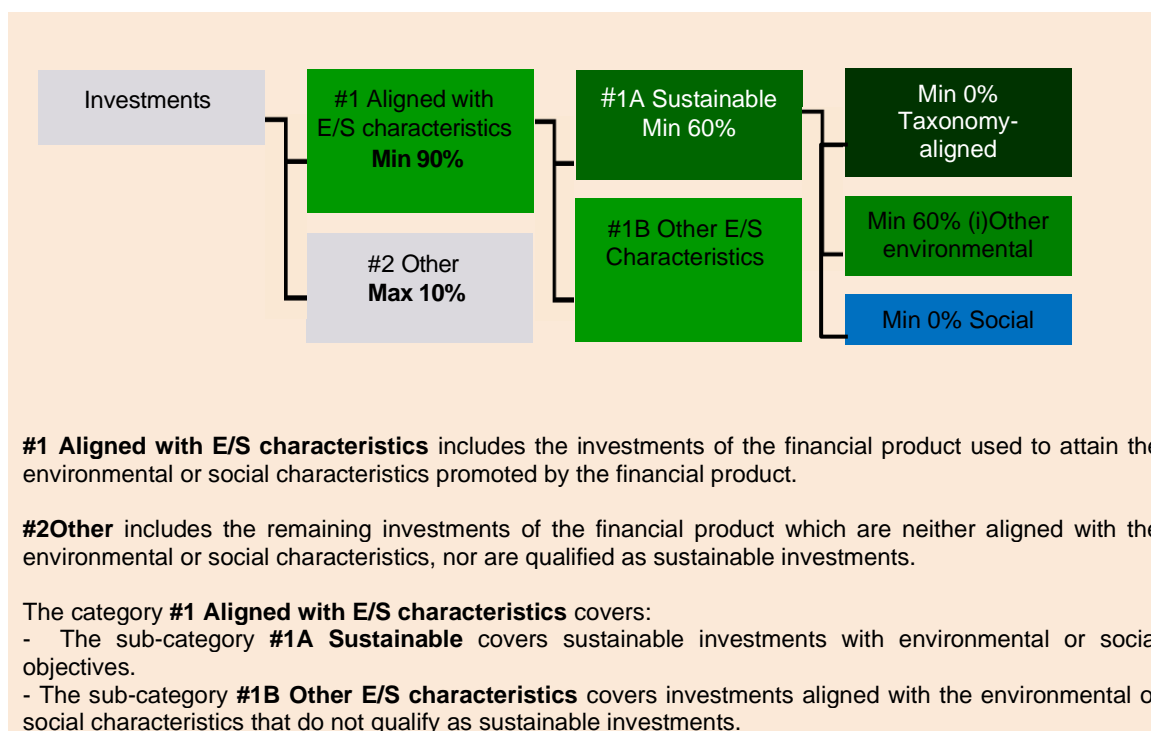 Investments
#1 Aligned with
E/S characteristics
Min 90%
#2 Other
Max 10%
#1A Sustainable
Min 60%
#1B Other E/S
Characteristics
Min 0%
Taxonomy-
aligned
Min 60% (i)Other
environmental
Min 0% Social
#1 Aligned with E/S characteristics includes the investments of the financial product used to attain the
environmental or social characteristics promoted by the financial product.
#2Other includes the remaining investments of the financial product which are neither aligned with the
environmental or social characteristics, nor are qualified as sustainable investments.
The category #1 Aligned with E/S characteristics covers:
- The sub-category #1A Sustainable covers sustainable investments with environmental or social
objectives.
- The sub-category #1B Other E/S characteristics covers investments aligned with the environmental o
social characteristics that do not qualify as sustainable investments.